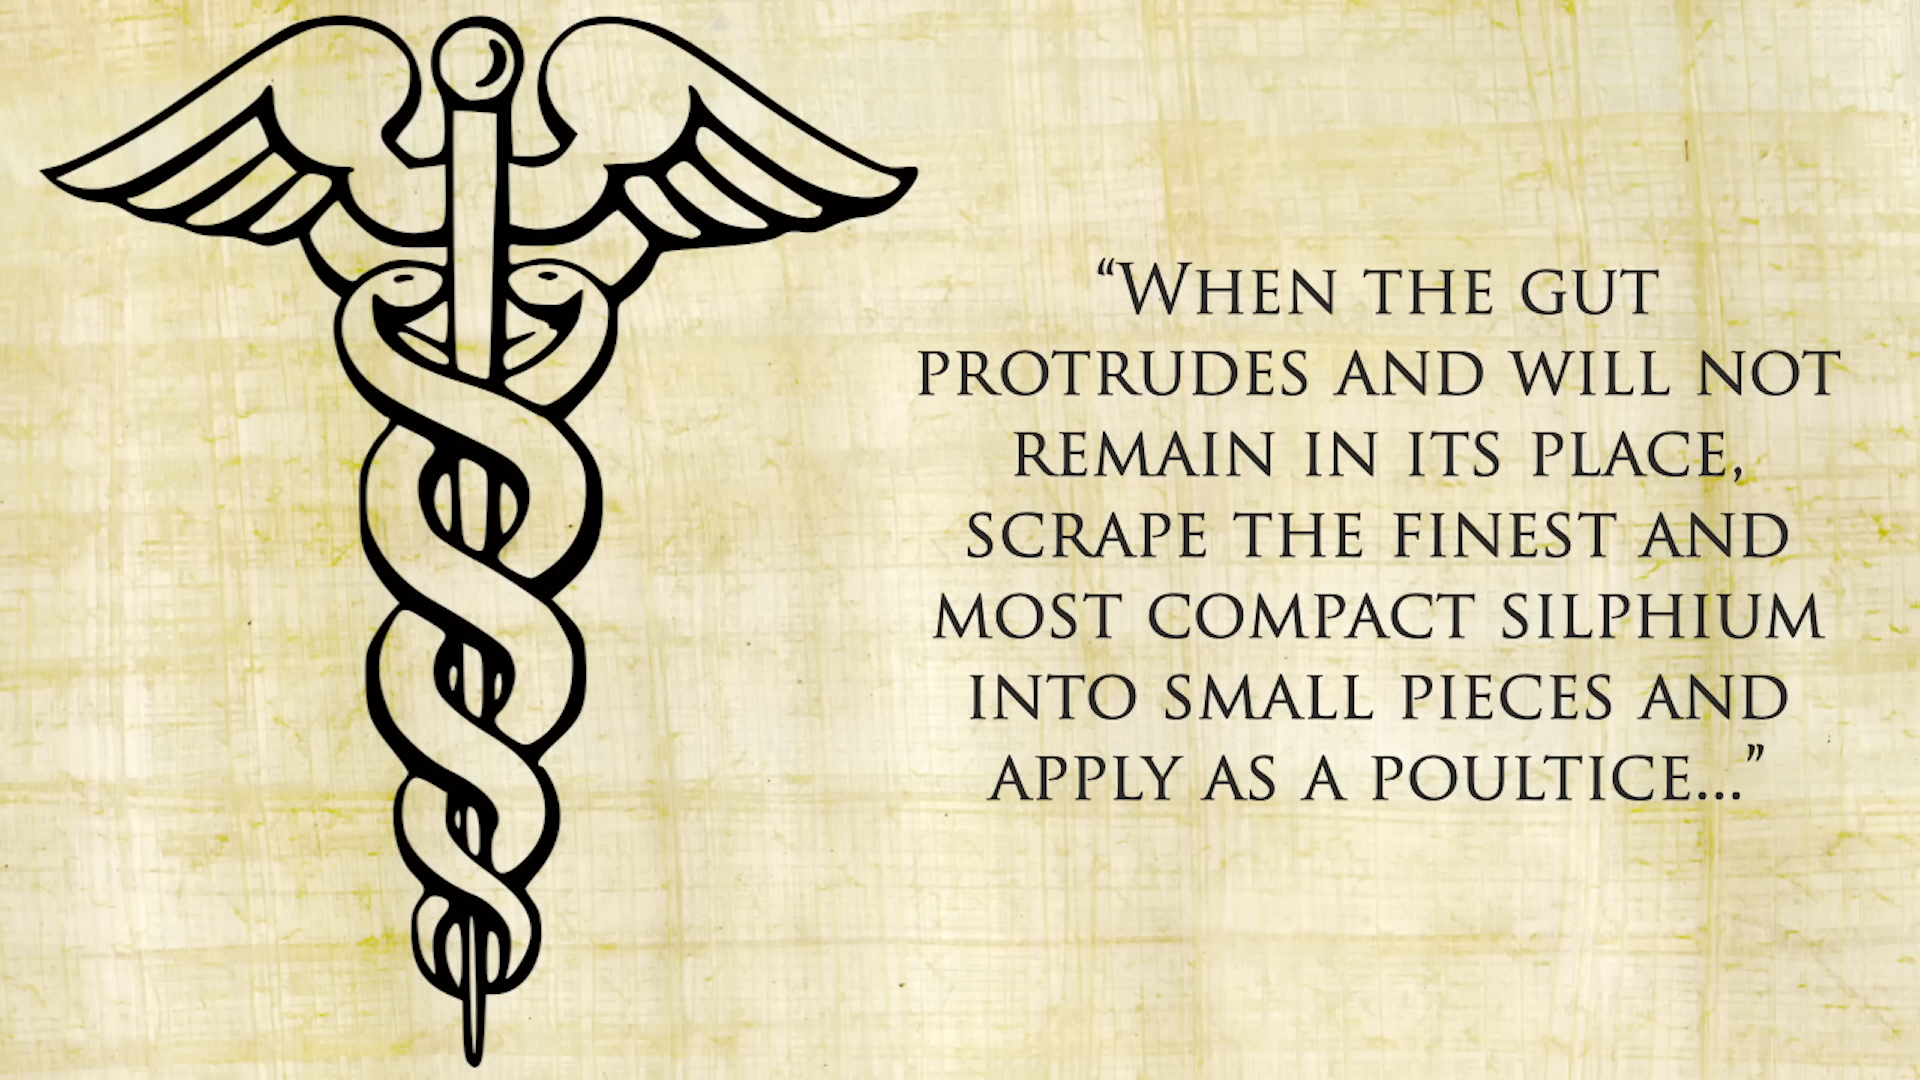 “When the gut
protrudes and will not
remain in its place,
scrape the finest and
most compact silphium
into small pieces and
apply as a poultice...”